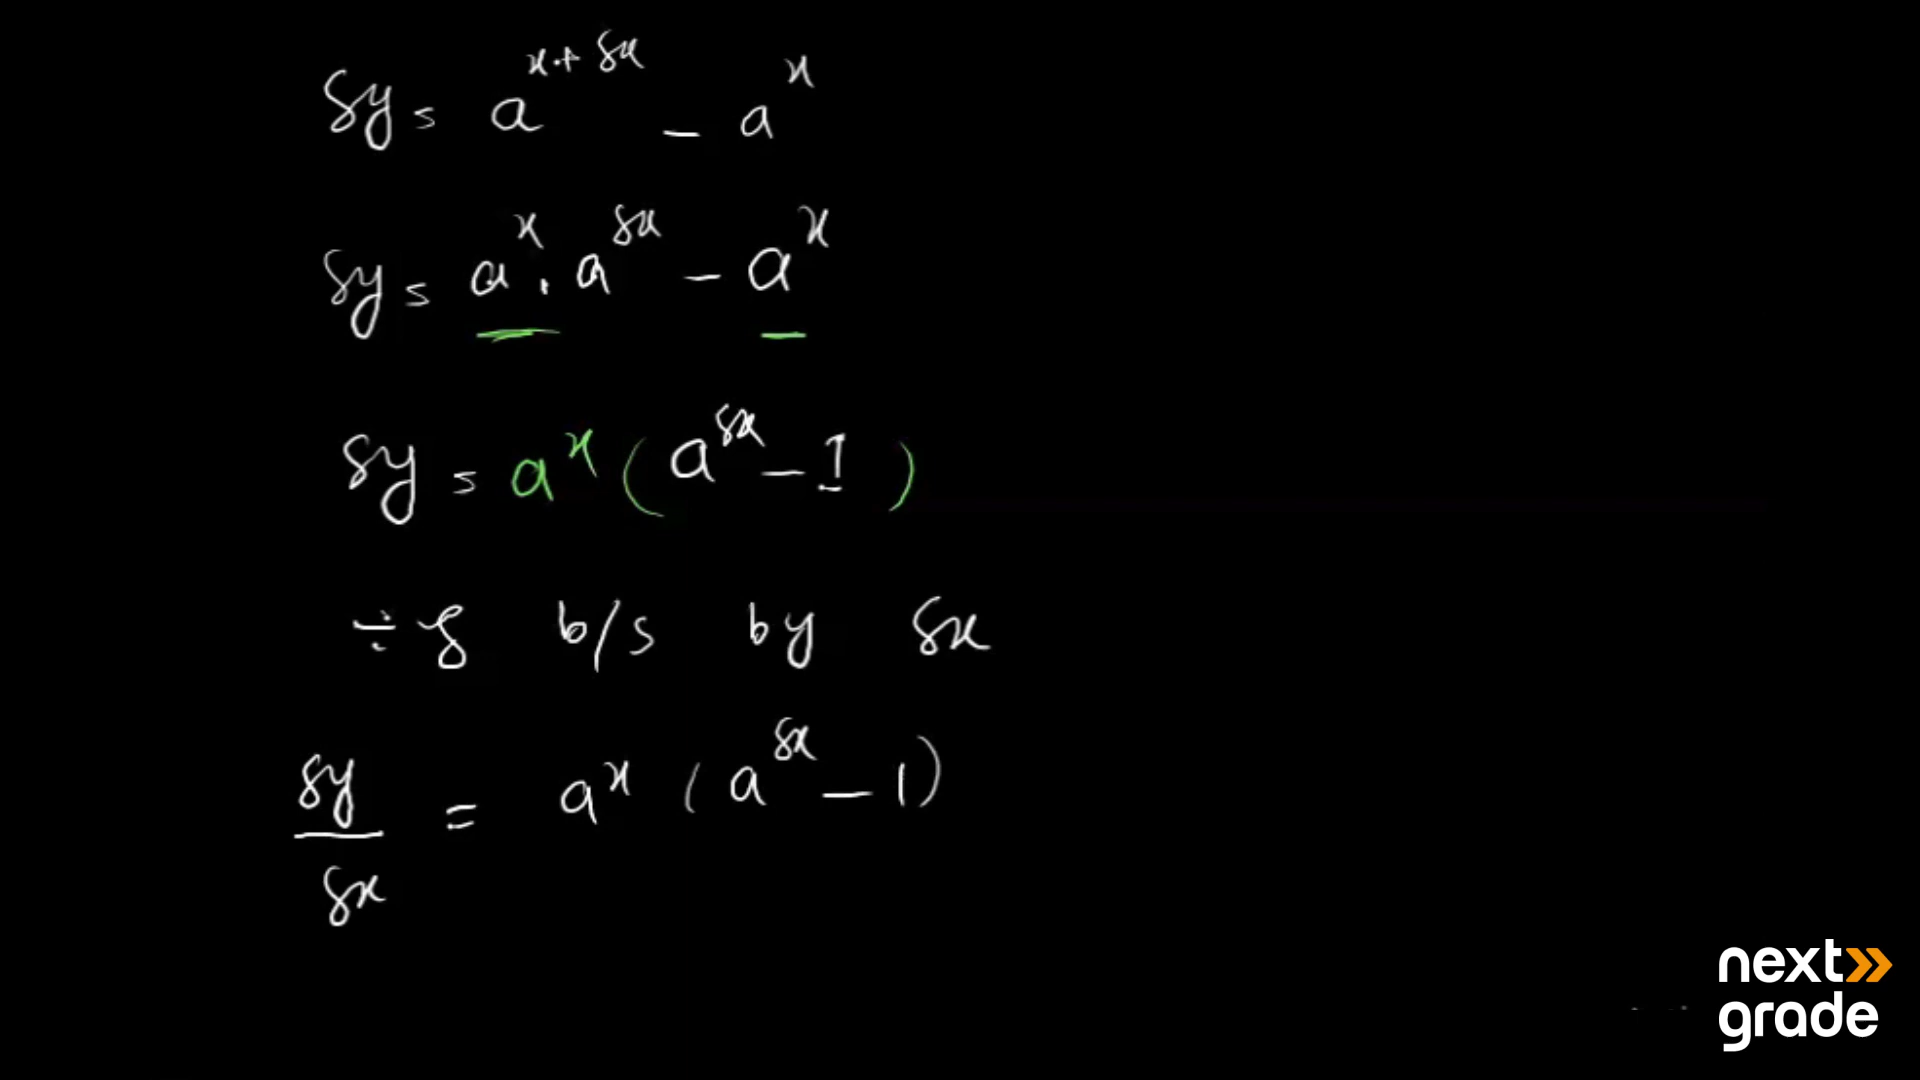 δy = a^{x+δx} - a^x
δy = a^x . a^{δx} - a^x
δy = a^x (a^{δx} - 1)
÷g b/s by δx
δy/δx = a^x (a^{δx} - 1)
next
grade